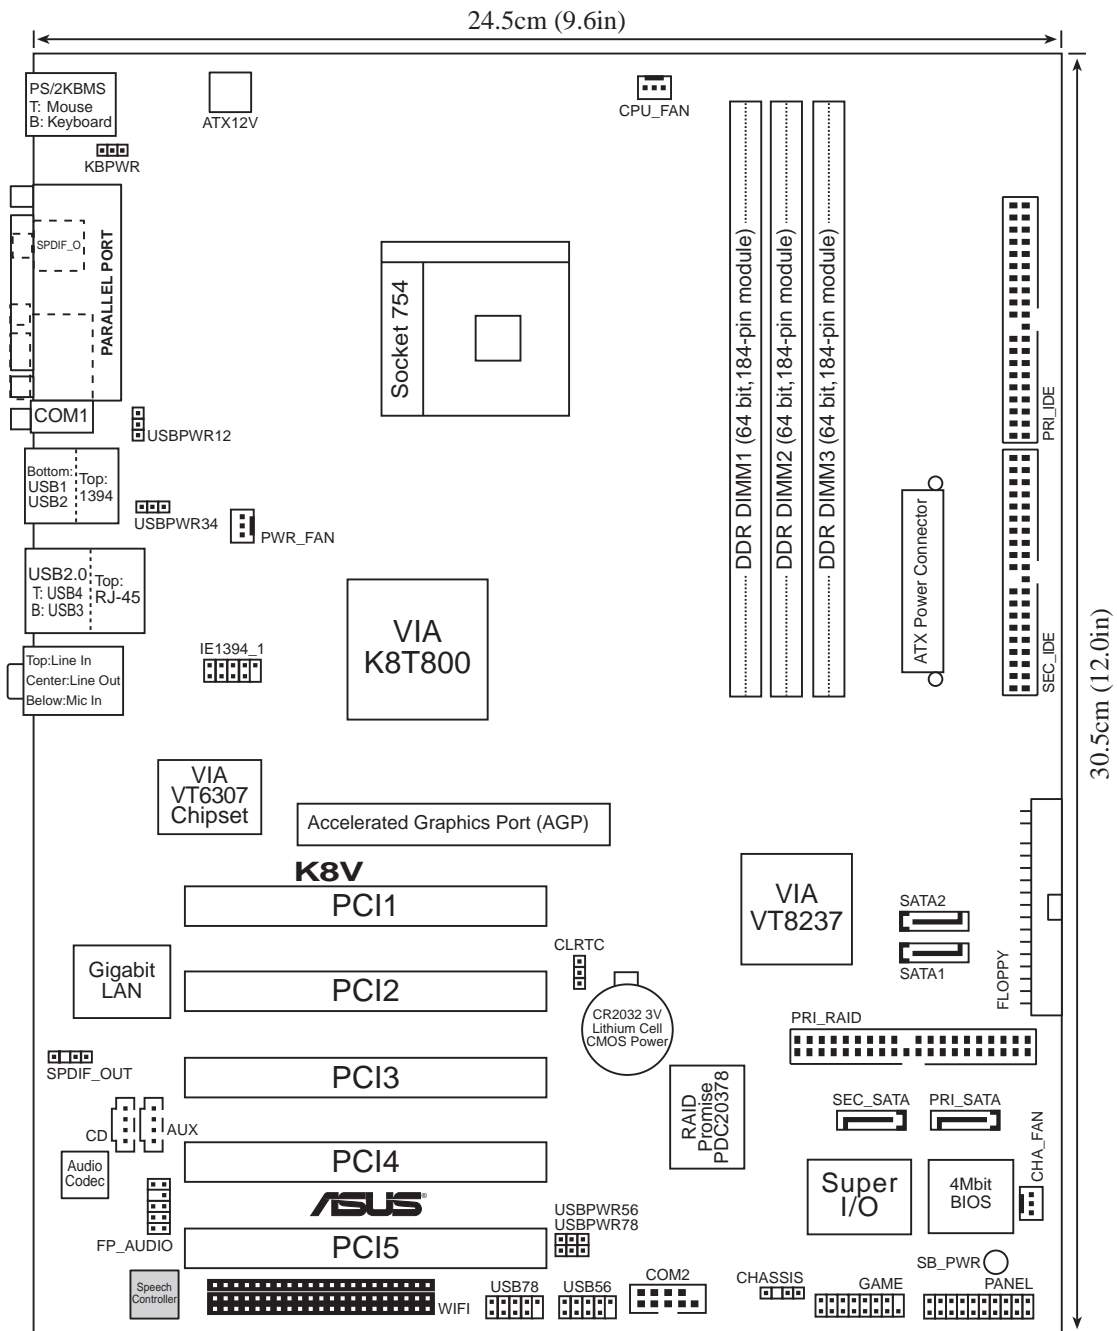 24.5cm (9.6in)
PS/2KBMS
T: Mouse
B: Keyboard
ATX12V
CPU_FAN
KBPWR
SPDIF_O
PARALLEL PORT
Socket 754
DDR DIMM1 (64 bit,184-pin module)
DDR DIMM2 (64 bit,184-pin module)
DDR DIMM3 (64 bit,184-pin module)
PRI_IDE
COM1
USBPWR12
Bottom:
USB1
USB2
Top:
1394
USBPWR34
PWR_FAN
ATX Power Connector
SEC_IDE
30.5cm (12.0in)
USB2.0
T: USB4
B: USB3
Top:
RJ-45
VIA
K8T800
IE1394_1
Top:Line In
Center:Line Out
Below:Mic In
VIA
VT6307
Chipset
Accelerated Graphics Port (AGP)
K8V
PCI1
VIA
VT8237
SATA2
SATA1
FLOPPY
CLRTC
Gigabit
LAN
PCI2
CR2032 3V
Lithium Cell
CMOS Power
PRI_RAID
SPDIF_OUT
PCI3
RAID
Promise
PDC20378
SEC_SATA
PRI_SATA
CHA_FAN
CD
AUX
PCI4
Audio
Codec
Super
I/O
4Mbit
BIOS
ASUS®
USBPWR56
USBPWR78
FP_AUDIO
PCI5
SB_PWR
Speech
Controller
WIFI
USB78
USB56
COM2
CHASSIS
GAME
PANEL